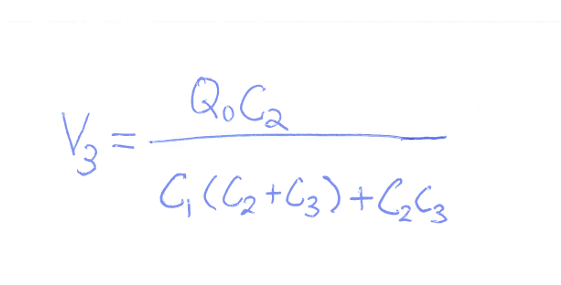 V₃ = Q₀C₂ / (C₁(C₂+C₃)+C₂C₃)